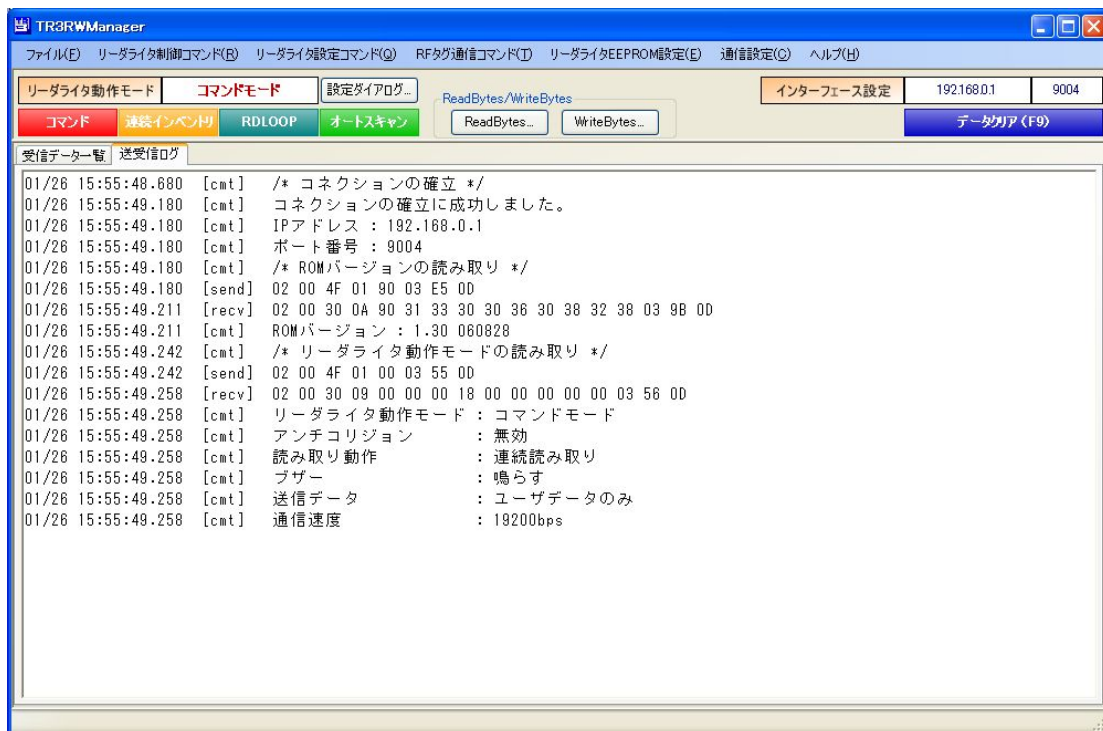 TR3RWManager
ファイル(F) リーダライタ制御コマンド(R) リーダライタ設定コマンド(Q) RFタグ通信コマンド(T) リーダライタEEPROM設定(E) 通信設定(C) ヘルプ(H)
リーダライタ動作モード コマンドモード 設定ダイアログ... ReadBytes/WriteBytes インターフェース設定 192.168.0.1 9004
コマンド 連続インベントリ RDLOOP オートスキャン ReadBytes... WriteBytes... データクリア(F9)
受信データ一覧 送受信ログ
01/26 15:55:48.680 [cmt] /* コネクションの確立 */
01/26 15:55:49.180 [cmt] コネクションの確立に成功しました。
01/26 15:55:49.180 [cmt] IPアドレス : 192.168.0.1
01/26 15:55:49.180 [cmt] ポート番号 : 9004
01/26 15:55:49.180 [cmt] /* ROMバージョンの読み取り */
01/26 15:55:49.180 [send] 02 00 4F 01 90 03 E5 0D
01/26 15:55:49.211 [recv] 02 00 30 0A 90 31 33 30 30 36 30 38 32 38 03 9B 0D
01/26 15:55:49.211 [cmt] ROMバージョン : 1.30 060828
01/26 15:55:49.242 [cmt] /* リーダライタ動作モードの読み取り */
01/26 15:55:49.242 [send] 02 00 4F 01 00 03 55 0D
01/26 15:55:49.258 [recv] 02 00 30 09 00 00 00 18 00 00 00 00 00 03 56 0D
01/26 15:55:49.258 [cmt] リーダライタ動作モード : コマンドモード
01/26 15:55:49.258 [cmt] アンチコリジョン : 無効
01/26 15:55:49.258 [cmt] 読み取り動作 : 連続読み取り
01/26 15:55:49.258 [cmt] ブザー : 鳴らす
01/26 15:55:49.258 [cmt] 送信データ : ユーザデータのみ
01/26 15:55:49.258 [cmt] 通信速度 : 19200bps